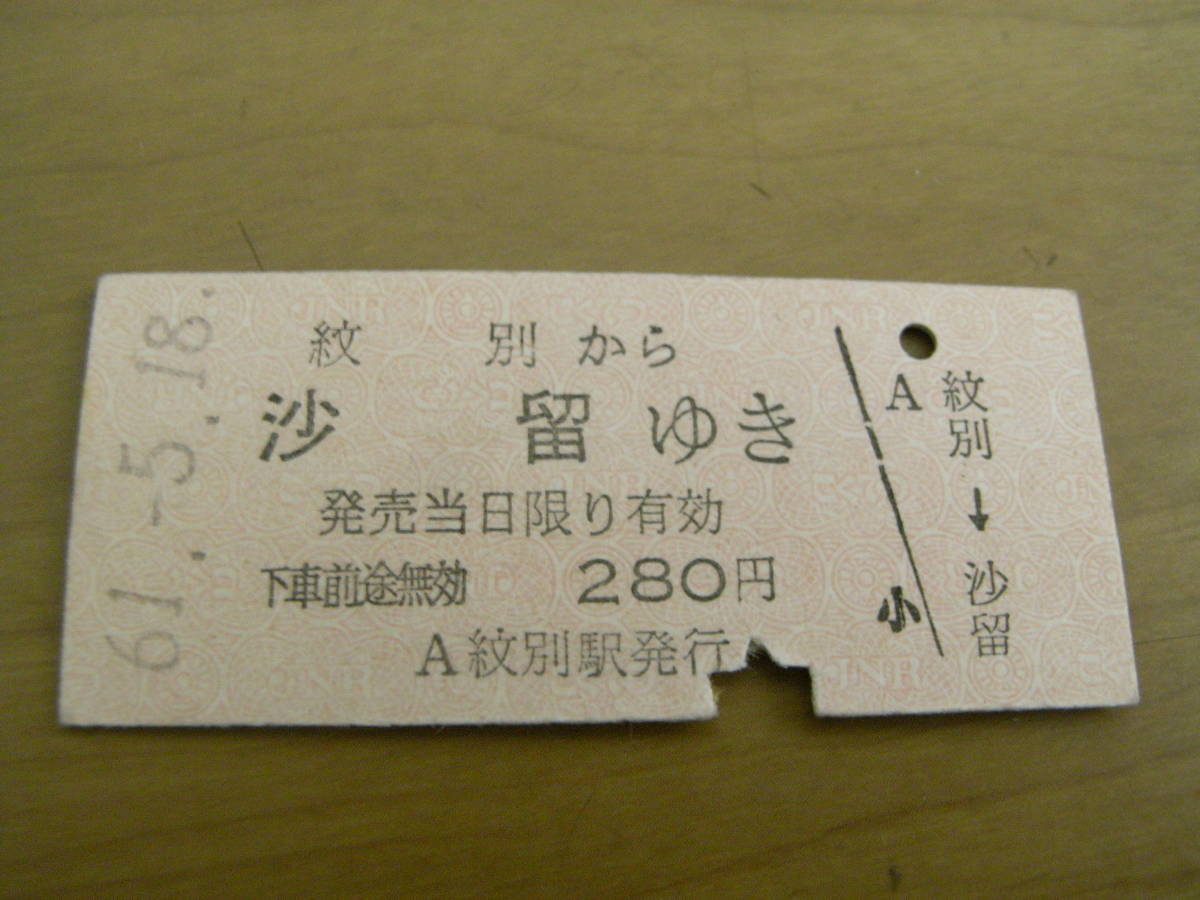 61.-5.18.
紋別から
沙留ゆき
発売当日限り有効
下車前途無効 280円
A紋別駅発行
A
紋別→沙留
小